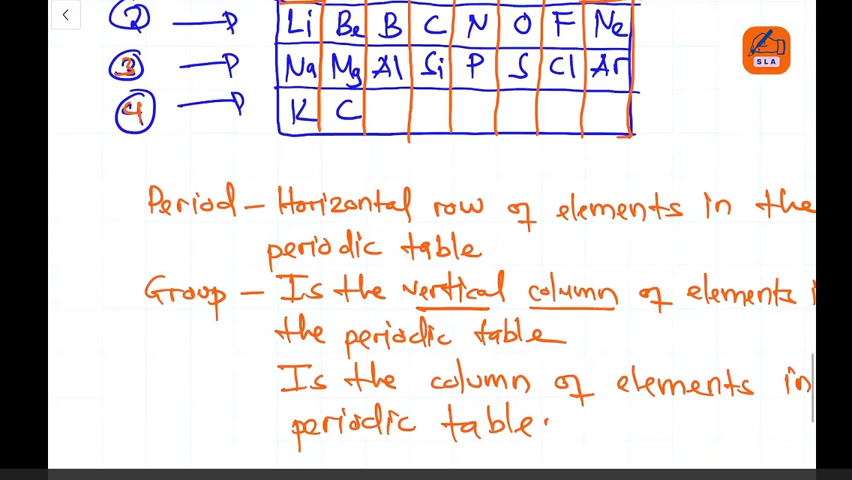 ② → P Li Be B C N O F Ne
③ → P Na Mg Al Si P S Cl Ar
④ → P K C
SLA
Period - Horizontal row of elements in the
periodic table
Group - Is the vertical column of elements i
the periodic table
Is the column of elements in
periodic table.